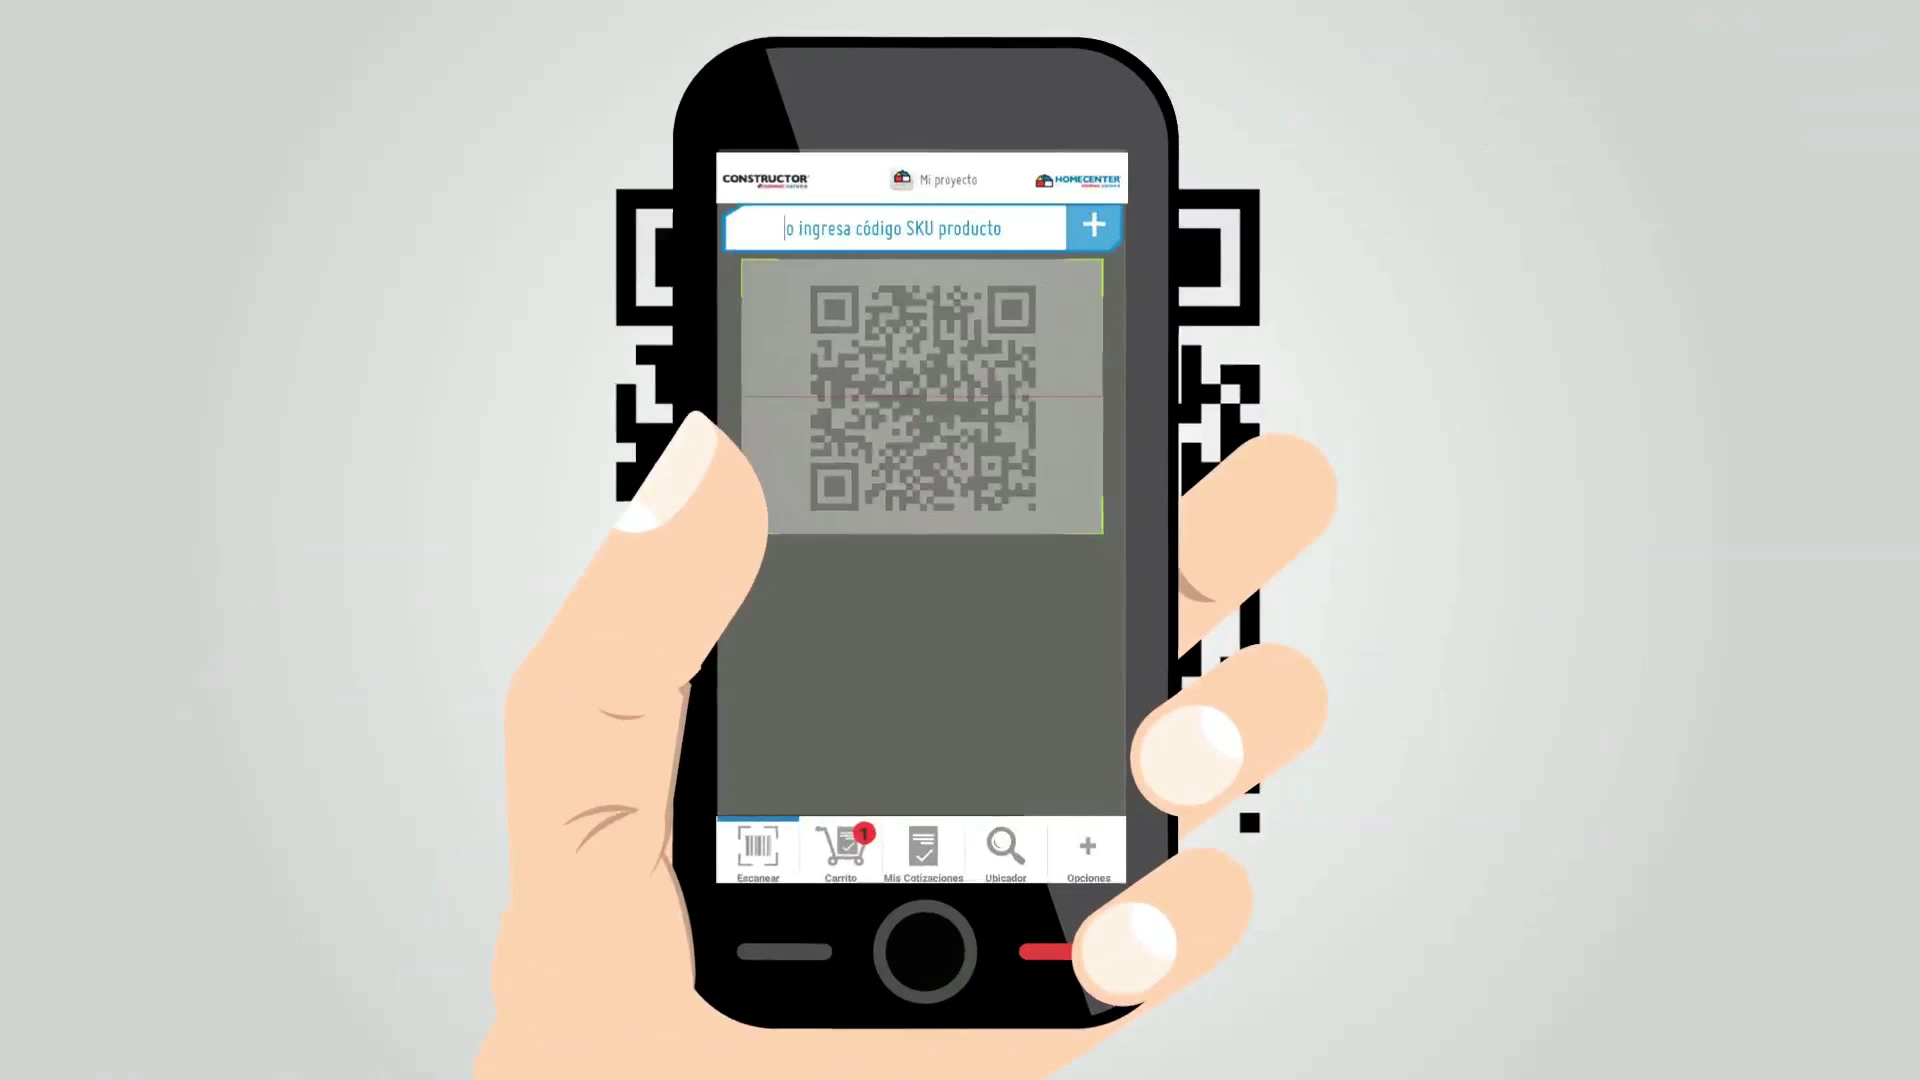 CONSTRUCTOR
Mi proyecto
HOMECENTER
o ingresa código SKU producto
1
Escanear
Carrito
Mis Cotizaciones
Ubicador
Opciones